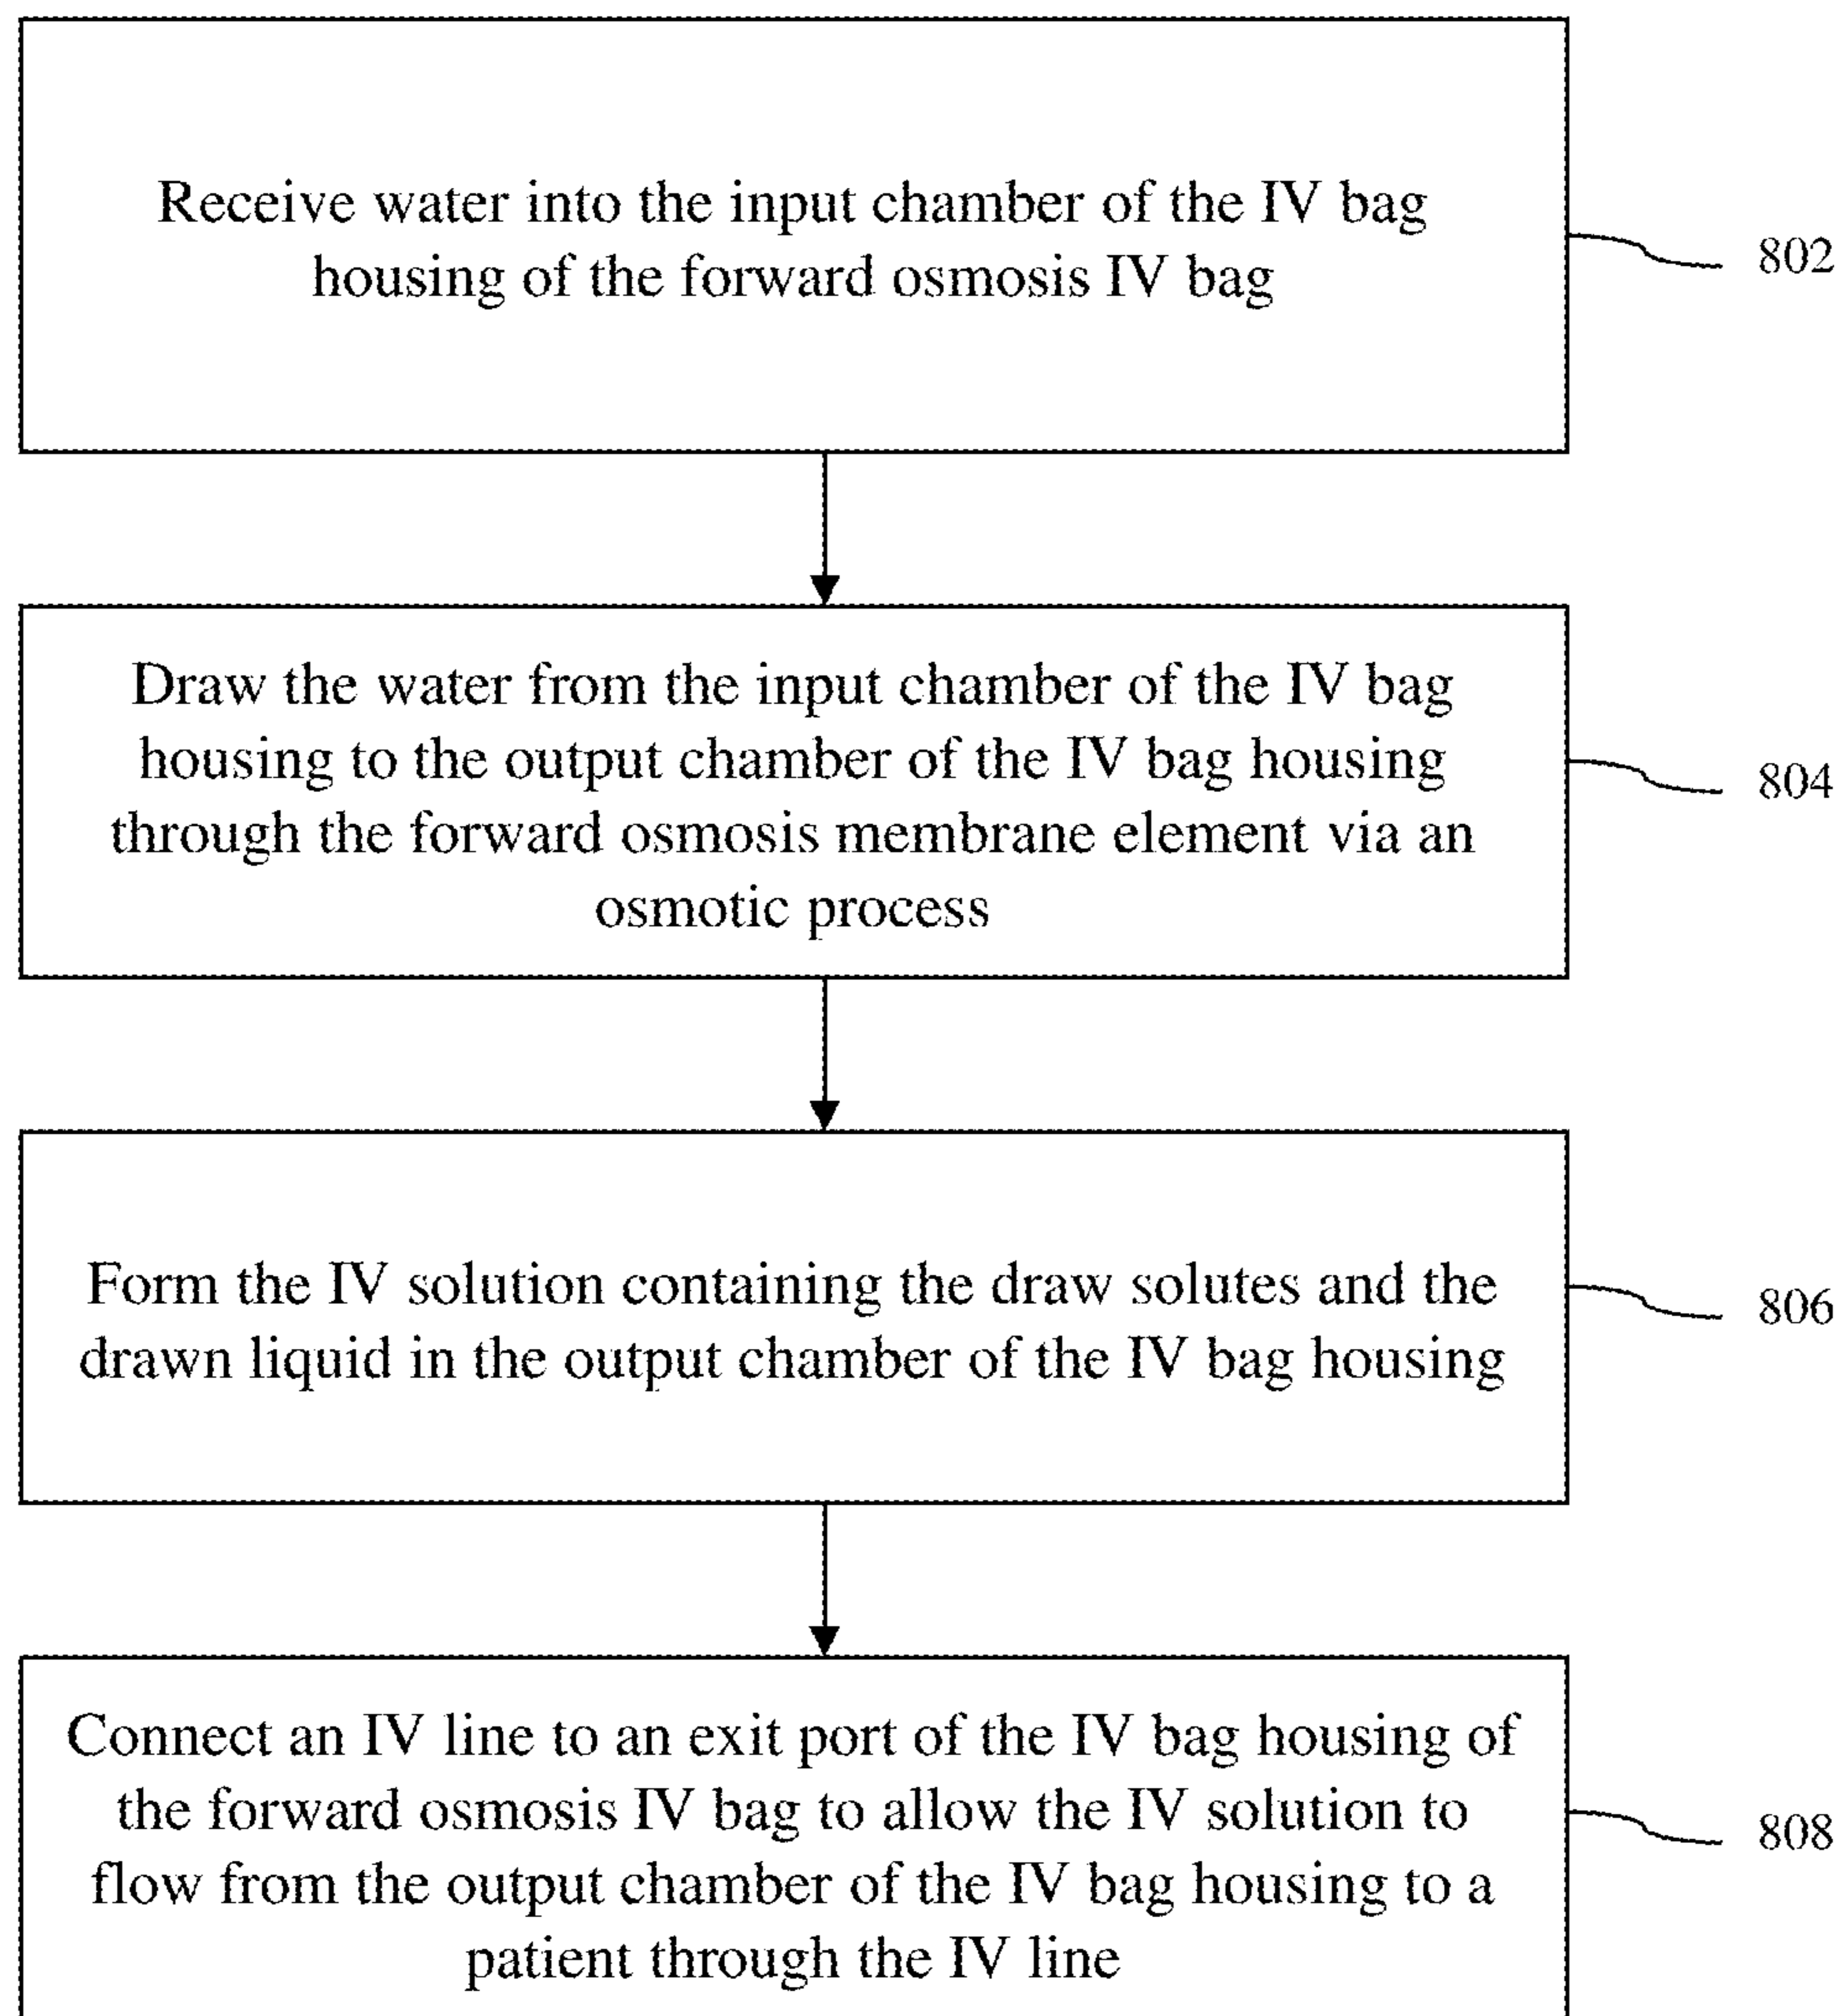 Receive water into the input chamber of the IV bag
housing of the forward osmosis IV bag
802
Draw the water from the input chamber of the IV bag
housing to the output chamber of the IV bag housing
through the forward osmosis membrane element via an
osmotic process
804
Form the IV solution containing the draw solutes and the
drawn liquid in the output chamber of the IV bag housing
806
Connect an IV line to an exit port of the IV bag housing of
the forward osmosis IV bag to allow the IV solution to
flow from the output chamber of the IV bag housing to a
patient through the IV line
808